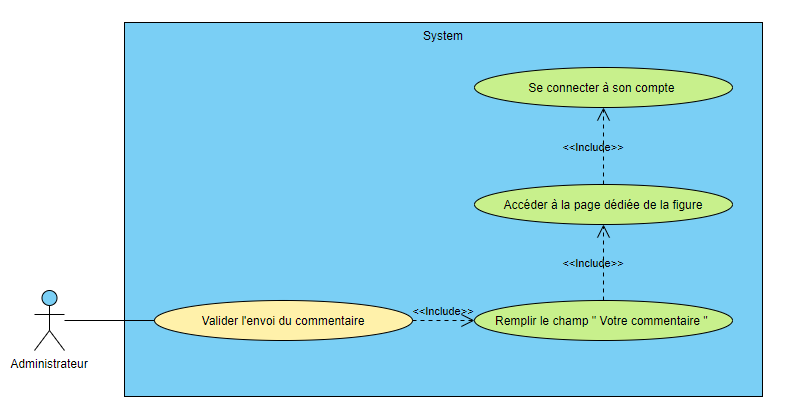 System
Se connecter à son compte
<<Include>>
Accéder à la page dédiée de la figure
<<Include>>
Valider l'envoi du commentaire
<<Include>>
Remplir le champ " Votre commentaire "
Administrateur